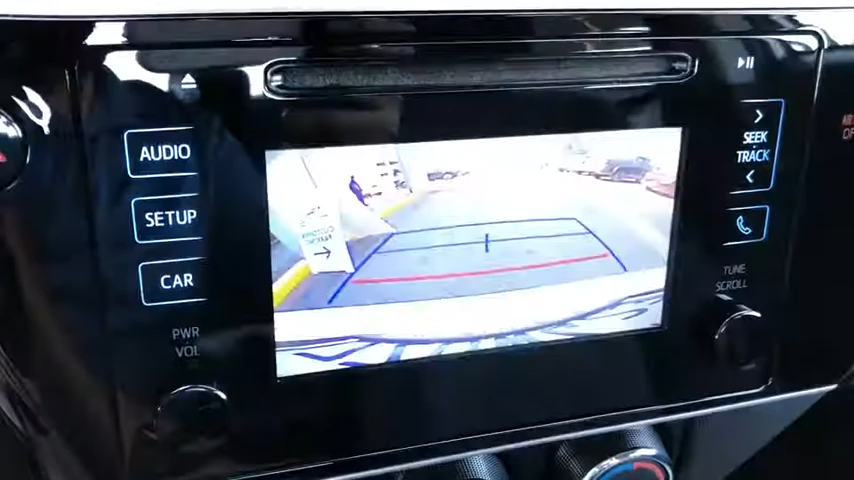 AUDIO
SETUP
CAR
PWR
VOL
SEEK
TRACK
TUNE
SCROLL